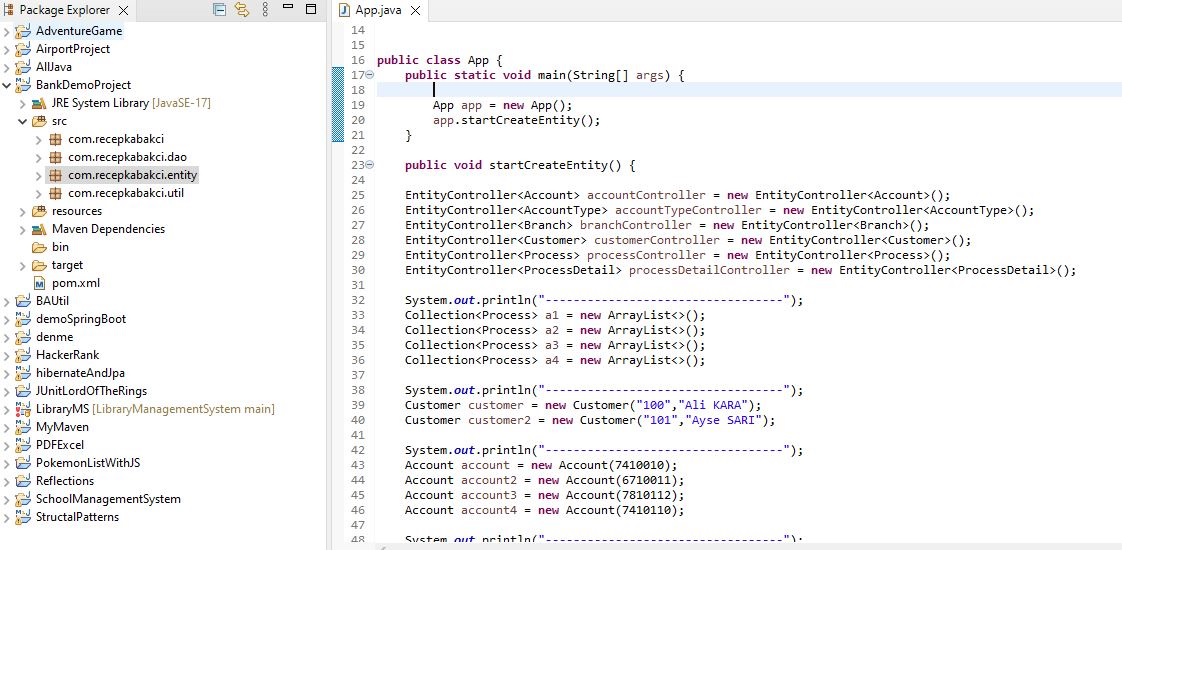 Package Explorer
AdventureGame
AirportProject
AllJava
BankDemoProject
JRE System Library [JavaSE-17]
src
com.recepkabakci
com.recepkabakci.dao
com.recepkabakci.entity
com.recepkabakci.util
resources
Maven Dependencies
bin
target
pom.xml
BAUtil
demoSpringBoot
denme
HackerRank
hibernateAndJpa
JUnitLordOfTheRings
LibraryMS [LibraryManagementSystem main]
MyMaven
PDFExcel
PokemonListWithJS
Reflections
SchoolManagementSystem
StructalPatterns
App.java
14
15
16 public class App {
17 public static void main(String[] args) {
18
19 App app = new App();
20 app.startCreateEntity();
21 }
22
23 public void startCreateEntity() {
24
25 EntityController<Account> accountController = new EntityController<Account>();
26 EntityController<AccountType> accountTypeController = new EntityController<AccountType>();
27 EntityController<Branch> branchController = new EntityController<Branch>();
28 EntityController<Customer> customerController = new EntityController<Customer>();
29 EntityController<Process> processController = new EntityController<Process>();
30 EntityController<ProcessDetail> processDetailController = new EntityController<ProcessDetail>();
31
32 System.out.println("----------------------------------");
33 Collection<Process> a1 = new ArrayList<>();
34 Collection<Process> a2 = new ArrayList<>();
35 Collection<Process> a3 = new ArrayList<>();
36 Collection<Process> a4 = new ArrayList<>();
37
38 System.out.println("----------------------------------");
39 Customer customer = new Customer("100","Ali KARA");
40 Customer customer2 = new Customer("101","Ayse SARI");
41
42 System.out.println("----------------------------------");
43 Account account = new Account(7410010);
44 Account account2 = new Account(6710011);
45 Account account3 = new Account(7810112);
46 Account account4 = new Account(7410110);
47
48 System.out.println("----------------------------------");